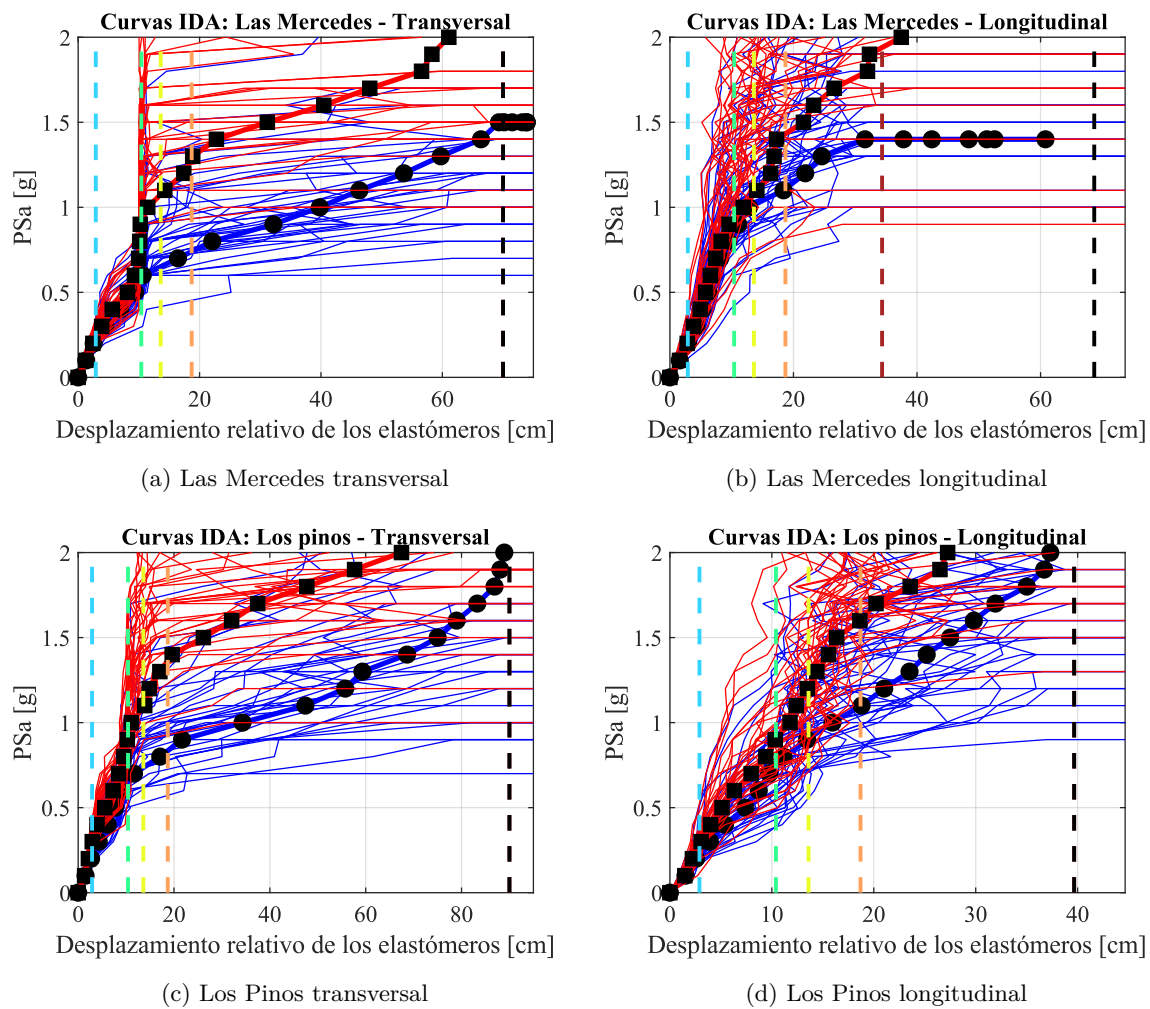 Curvas IDA: Las Mercedes - Transversal
2
1.5
1
0.5
0
PSa [g]
0 20 40 60
Desplazamiento relativo de los elastómeros [cm]
(a) Las Mercedes transversal
Curvas IDA: Las Mercedes - Longitudinal
2
1.5
1
0.5
0
PSa [g]
0 20 40 60
Desplazamiento relativo de los elastómeros [cm]
(b) Las Mercedes longitudinal
Curvas IDA: Los pinos - Transversal
2
1.5
1
0.5
0
PSa [g]
0 20 40 60 80
Desplazamiento relativo de los elastómeros [cm]
(c) Los Pinos transversal
Curvas IDA: Los pinos - Longitudinal
2
1.5
1
0.5
0
PSa [g]
0 10 20 30 40
Desplazamiento relativo de los elastómeros [cm]
(d) Los Pinos longitudinal